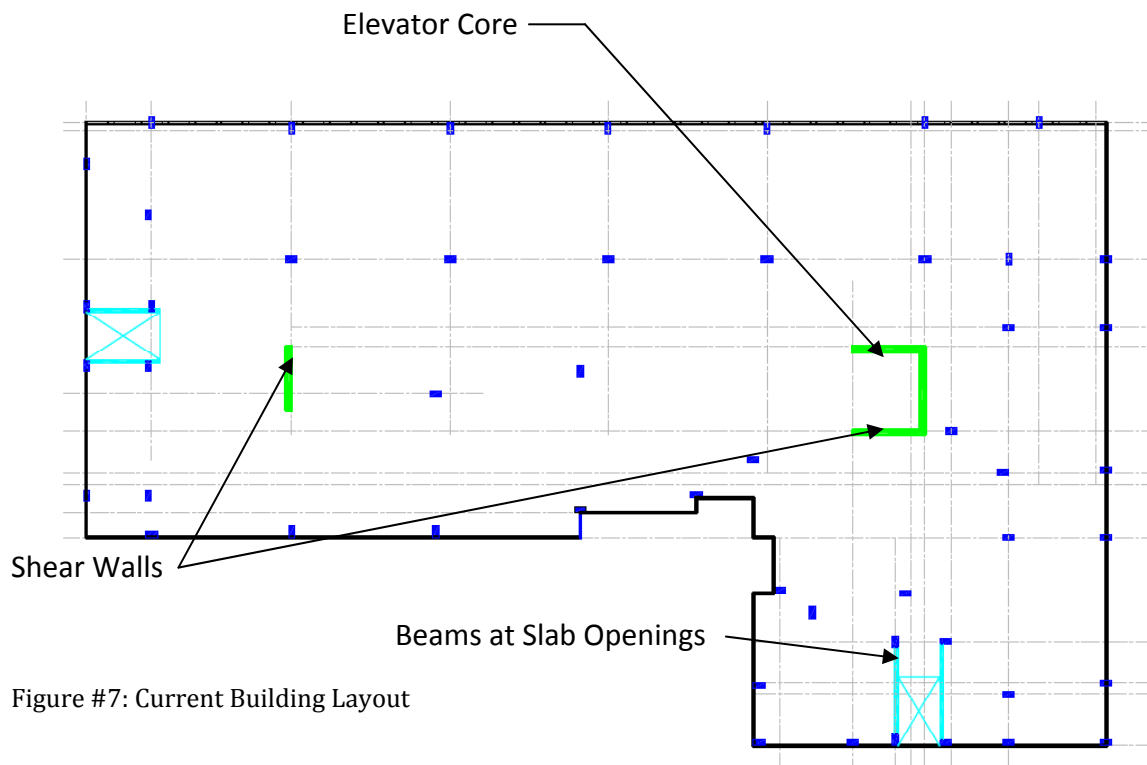 Elevator Core
Shear Walls
Beams at Slab Openings
Figure #7: Current Building Layout